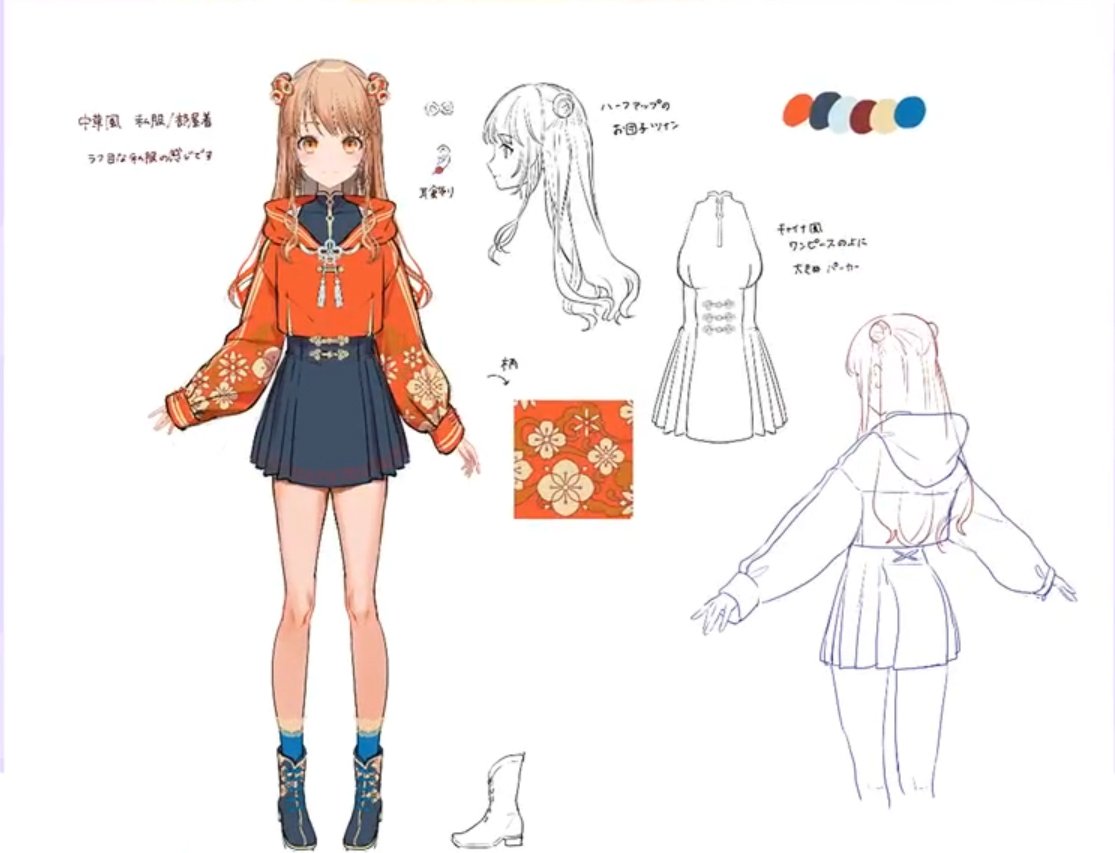 中華風 私服/部屋着
ラフ目な私服の感じです
耳飾り
ハーフアップの
お団子ツイン
チャイナ風
ワンピースの上に
大きめパーカー
柄